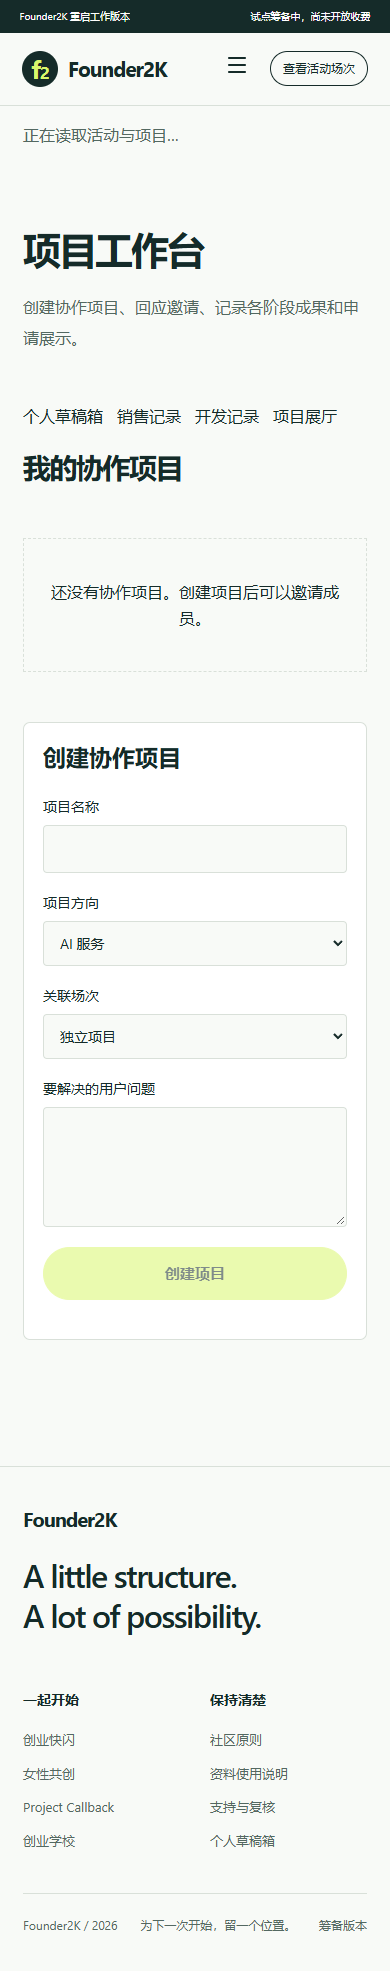 Founder2K 重启工作版本
试点筹备中，尚未开放收费
f2 Founder2K
查看活动场次
正在读取活动与项目…
项目工作台
创建协作项目、回应邀请、记录各阶段成果和申
请展示。
个人草稿箱 销售记录 开发记录 项目展厅
我的协作项目
还没有协作项目。创建项目后可以邀请成
员。
创建协作项目
项目名称
项目方向
AI 服务
关联场次
独立项目
要解决的用户问题
创建项目
Founder2K
A little structure.
A lot of possibility.
一起开始
创业快闪
女性共创
Project Callback
创业学校
保持清楚
社区原则
资料使用说明
支持与复核
个人草稿箱
Founder2K / 2026
为下一次开始，留一个位置。
筹备版本